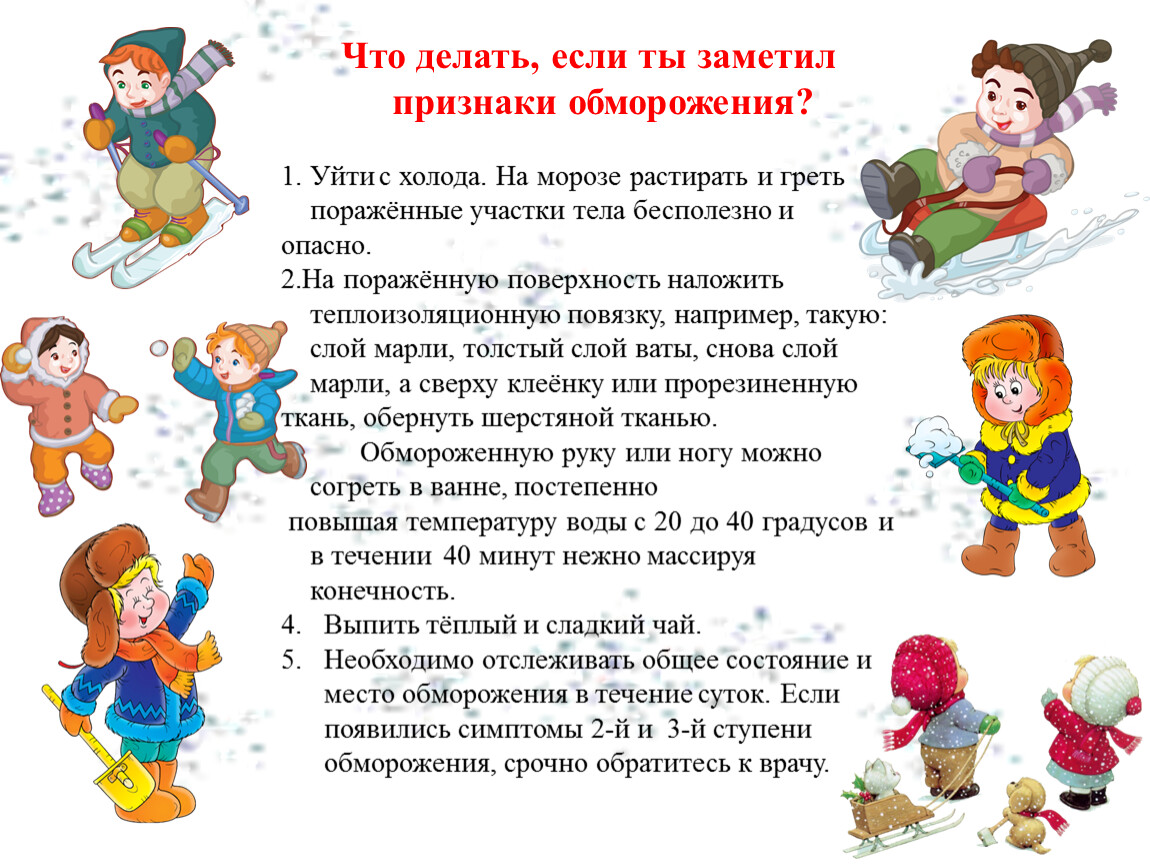 Что делать, если ты заметил
признаки обморожения?
1. Уйти с холода. На морозе растирать и греть
поражённые участки тела бесполезно и
опасно.
2.На поражённую поверхность наложить
теплоизоляционную повязку, например, такую:
слой марли, толстый слой ваты, снова слой
марли, а сверху клеёнку или прорезиненную
ткань, обернуть шерстяной тканью.
Обмороженную руку или ногу можно
согреть в ванне, постепенно
повышая температуру воды с 20 до 40 градусов и
в течении 40 минут нежно массируя
конечность.
4. Выпить тёплый и сладкий чай.
5. Необходимо отслеживать общее состояние и
место обморожения в течение суток. Если
появились симптомы 2-й и 3-й ступени
обморожения, срочно обратитесь к врачу.